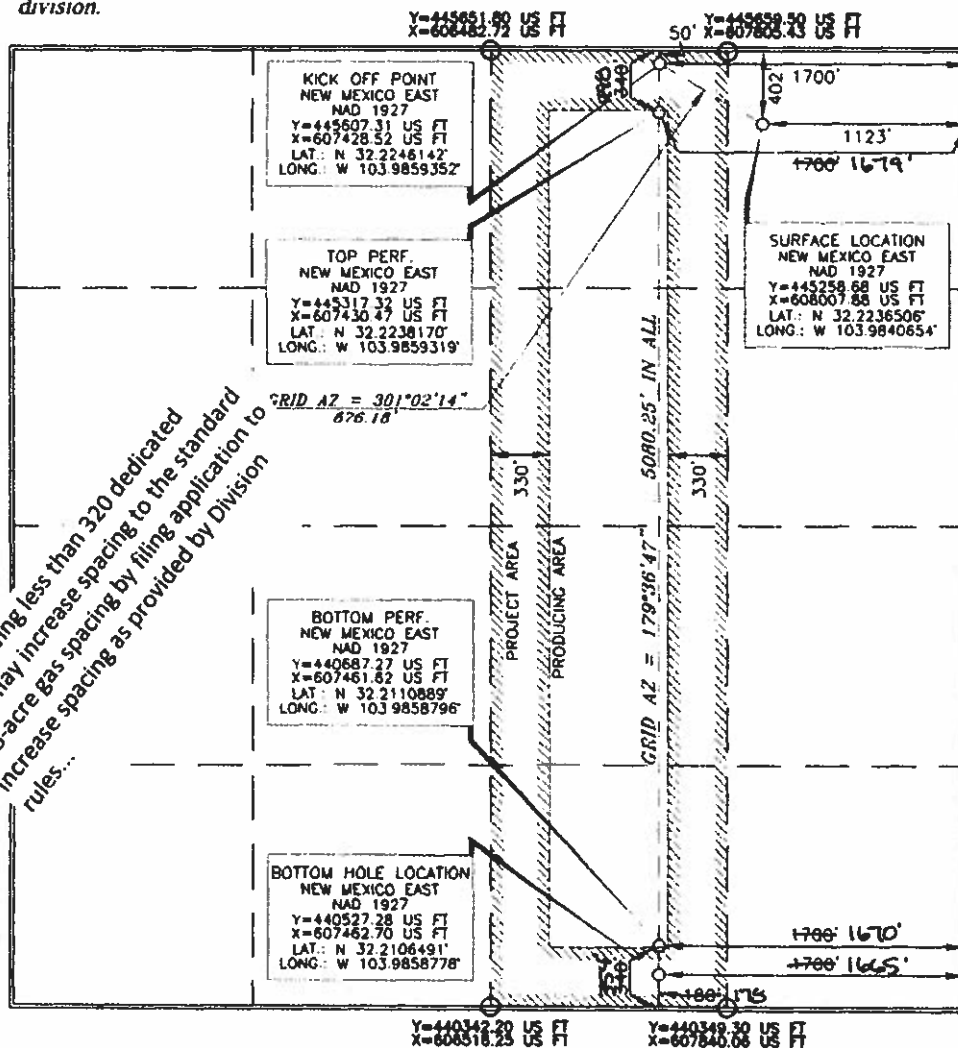 division.
Y=445651.80 US FT
X=606482.72 US FT
Y=445659.50 US FT
X=607805.43 US FT
50'
KICK OFF POINT
NEW MEXICO EAST
NAD 1927
Y=445607.31 US FT
X=607428.52 US FT
LAT.: N 32.2246142°
LONG.: W 103.9859352°
340
1700'
402
1123'
1700' 1679'
TOP PERF.
NEW MEXICO EAST
NAD 1927
Y=445317.32 US FT
X=607430.47 US FT
LAT.: N 32.2238170°
LONG.: W 103.9859319°
SURFACE LOCATION
NEW MEXICO EAST
NAD 1927
Y=445258.68 US FT
X=608007.88 US FT
LAT.: N 32.2236506°
LONG.: W 103.9840654°
GRID AZ = 301°02'14"
676.18'
ing less than 320 dedicated
may increase spacing to the standard
-acre gas spacing by filing application to
increase spacing as provided by Division
rules...
330'
330'
PROJECT AREA
PRODUCING AREA
GRID AZ = 179°36'47" 5080.25' IN ALL
BOTTOM PERF.
NEW MEXICO EAST
NAD 1927
Y=440687.27 US FT
X=607461.62 US FT
LAT.: N 32.2110889°
LONG.: W 103.9858796°
BOTTOM HOLE LOCATION
NEW MEXICO EAST
NAD 1927
Y=440527.28 US FT
X=607462.70 US FT
LAT.: N 32.2106491°
LONG.: W 103.9858778°
1700' 1670'
340
1700' 1665'
180' 175
Y=440342.20 US FT
X=606518.25 US FT
Y=440349.30 US FT
X=607840.06 US FT